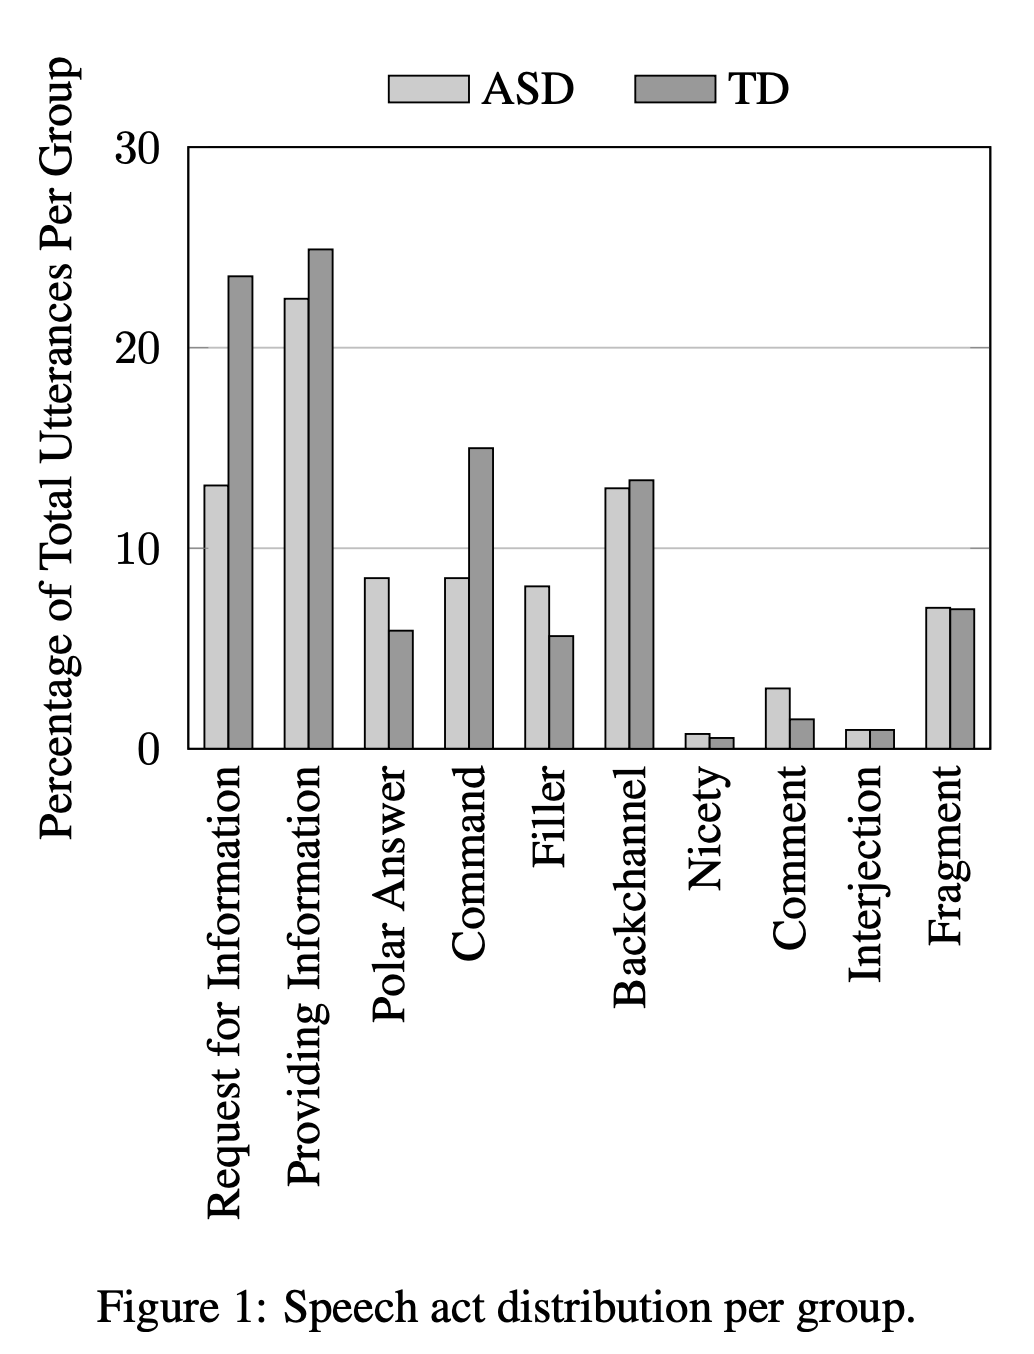 ASD TD
Percentage of Total Utterances Per Group
30
20
10
0
Request for Information
Providing Information
Polar Answer
Command
Filler
Backchannel
Nicety
Comment
Interjection
Fragment
Figure 1: Speech act distribution per group.